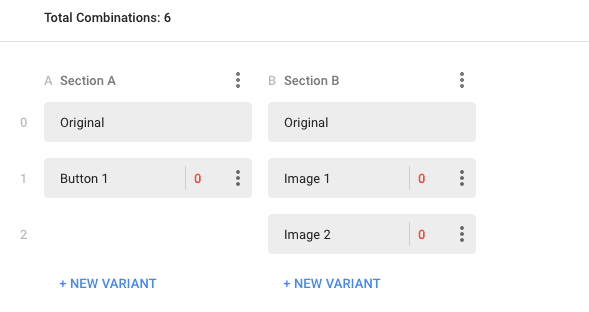 Total Combinations: 6
A Section A B Section B
0 Original Original
1 Button 1 0 Image 1 0
2 Image 2 0
+ NEW VARIANT + NEW VARIANT